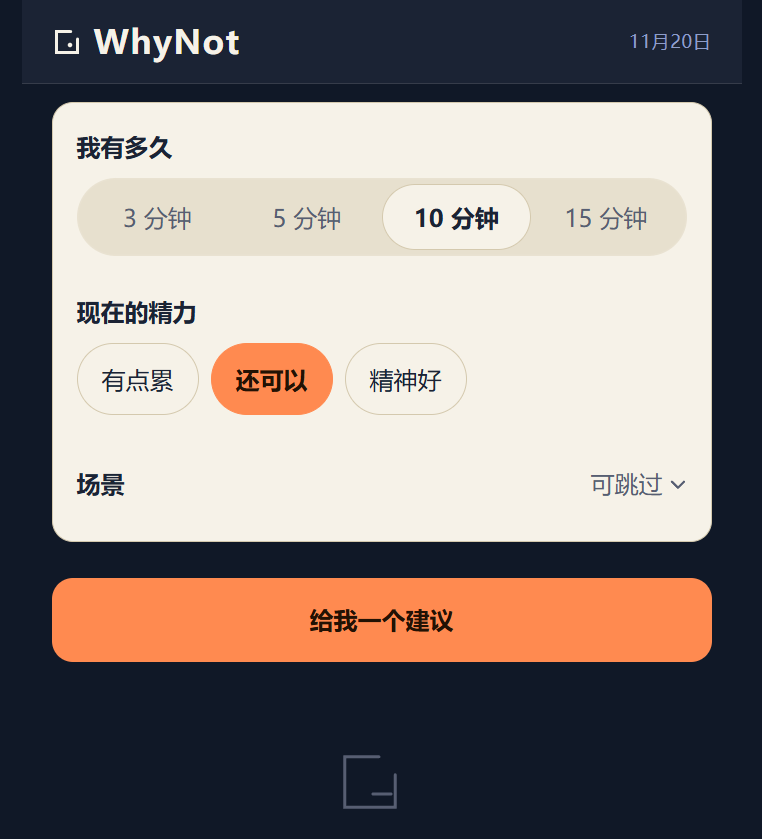 WhyNot 11月20日
我有多久
3 分钟 5 分钟 10 分钟 15 分钟
现在的精力
有点累 还可以 精神好
场景 可跳过
给我一个建议